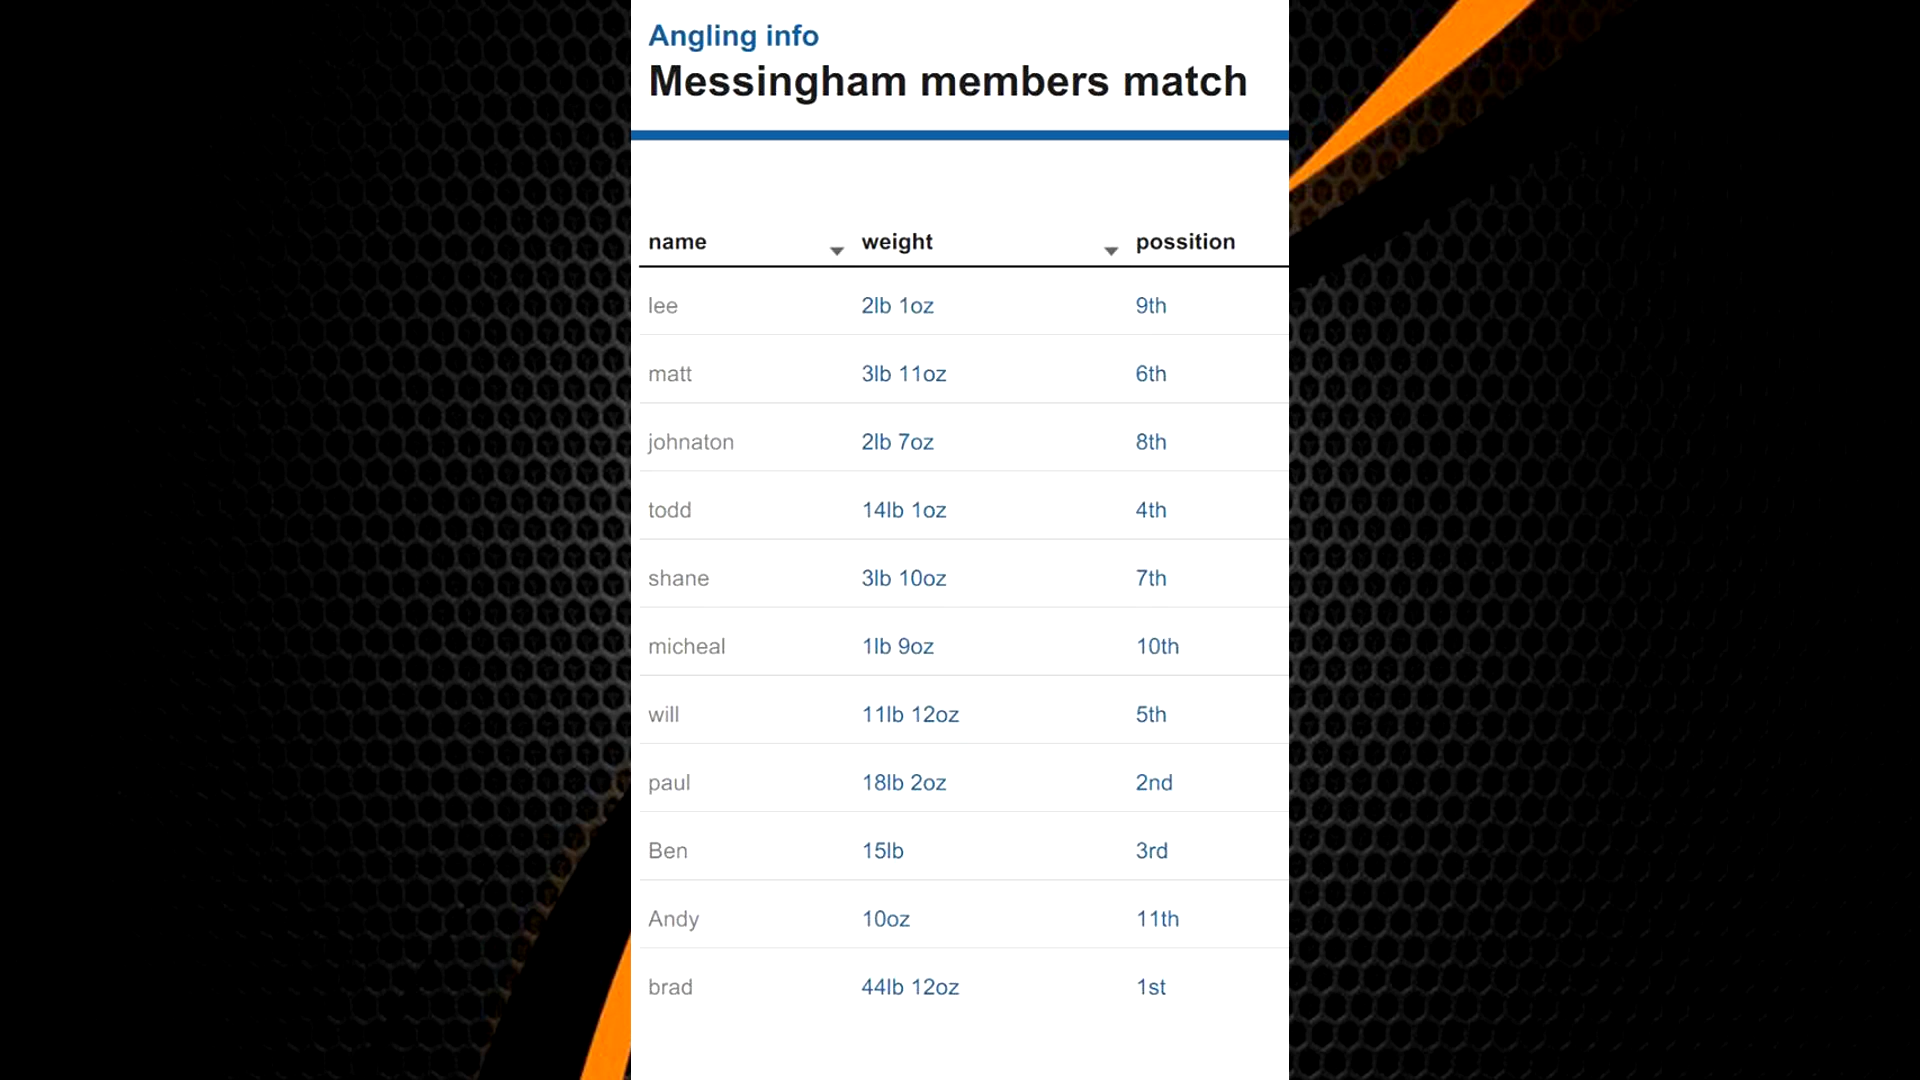 Angling info
Messingham members match
name weight possition
lee 2lb 1oz 9th
matt 3lb 11oz 6th
johnaton 2lb 7oz 8th
todd 14lb 1oz 4th
shane 3lb 10oz 7th
micheal 1lb 9oz 10th
will 11lb 12oz 5th
paul 18lb 2oz 2nd
Ben 15lb 3rd
Andy 10oz 11th
brad 44lb 12oz 1st